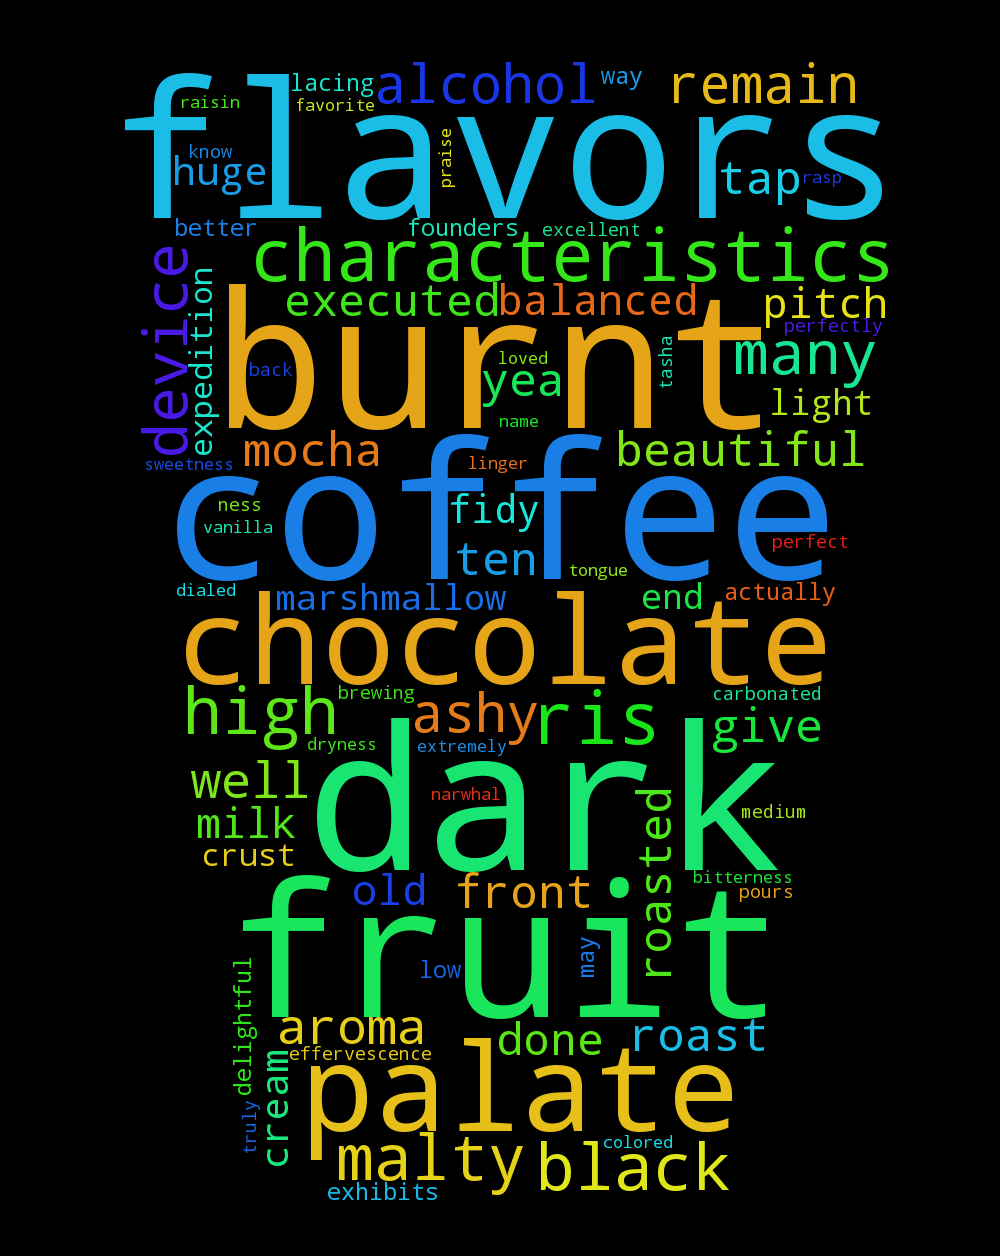 flavors
lacing
alcohol
way
remain
raisin
favorite
praise
know
huge
tap
rasp
better
founders
excellent
characteristics
device
expedition
executed
balanced
pitch
perfectly
burnt
many
back
loved
yea
tasha
light
name
mocha
beautiful
sweetness
linger
coffee
ness
fidy
vanilla
perfect
ten
tongue
dialed
marshmallow
end
actually
chocolate
high
brewing
ashy
ris
carbonated
give
dryness
extremely
dark
well
narwhal
roasted
milk
medium
crust
old
front
bitterness
pours
fruit
low
may
delightful
aroma
done
roast
effervescence
cream
palate
truly
malty
black
colored
exhibits